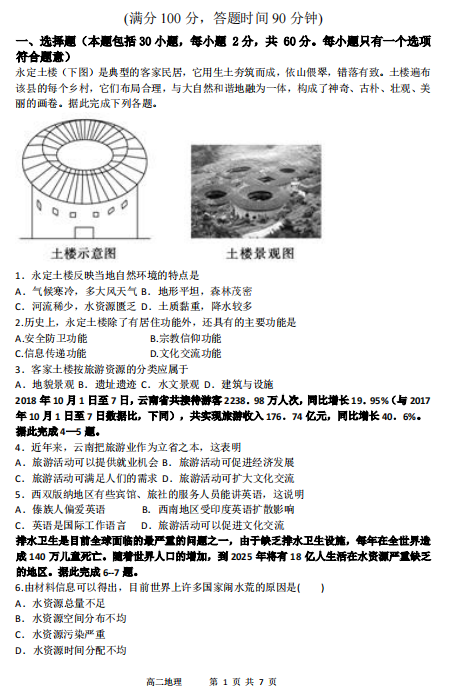 (满分 100 分，答题时间 90 分钟)
一、选择题（本题包括 30 小题，每小题 2 分，共 60 分。每小题只有一个选项
符合题意）
永定土楼（下图）是典型的客家民居，它用生土夯筑而成，依山偎翠，错落有致。土楼遍布
该县的每个乡村，它们布局合理，与大自然和谐地融为一体，构成了神奇、古朴、壮观、美
丽的画卷。据此完成下列各题。
土楼示意图 土楼景观图
1．永定土楼反映当地自然环境的特点是
A．气候寒冷，多大风天气 B．地形平坦，森林茂密
C．河流稀少，水资源匮乏 D．土质黏重，降水较多
2.历史上，永定土楼除了有居住功能外，还具有的主要功能是
A.安全防卫功能 B.宗教信仰功能
C.信息传递功能 D.文化交流功能
3．客家土楼按旅游资源的分类应属于
A．地貌景观 B．遗址遗迹 C．水文景观 D．建筑与设施
2018 年 10 月 1 日至 7 日，云南省共接待游客 2238．98 万人次，同比增长 19．95%（与 2017
年 10 月 1 日至 7 日数据比，下同），共实现旅游收入 176．74 亿元，同比增长 40．6%。
据此完成 4—5 题。
4．近年来，云南把旅游业作为立省之本，这表明
A．旅游活动可以提供就业机会 B．旅游活动可促进经济发展
C．旅游活动可满足人们的需求 D．旅游活动可扩大文化交流
5．西双版纳地区有些宾馆、旅社的服务人员能讲英语，这说明
A．傣族人偏爱英语 B．西南地区受印度英语扩散影响
C．英语是国际工作语言 D．旅游活动可以促进文化交流
排水卫生是目前全球面临的最严重的问题之一，由于缺乏排水卫生设施，每年在全世界造
成 140 万儿童死亡。随着世界人口的增加，到 2025 年将有 18 亿人生活在水资源严重缺乏
的地区。据此完成 6–7 题。
6.由材料信息可以得出，目前世界上许多国家闹水荒的原因是( )
A．水资源总量不足
B．水资源空间分布不均
C．水资源污染严重
D．水资源时间分配不均
高二地理 第 1 页 共 7 页